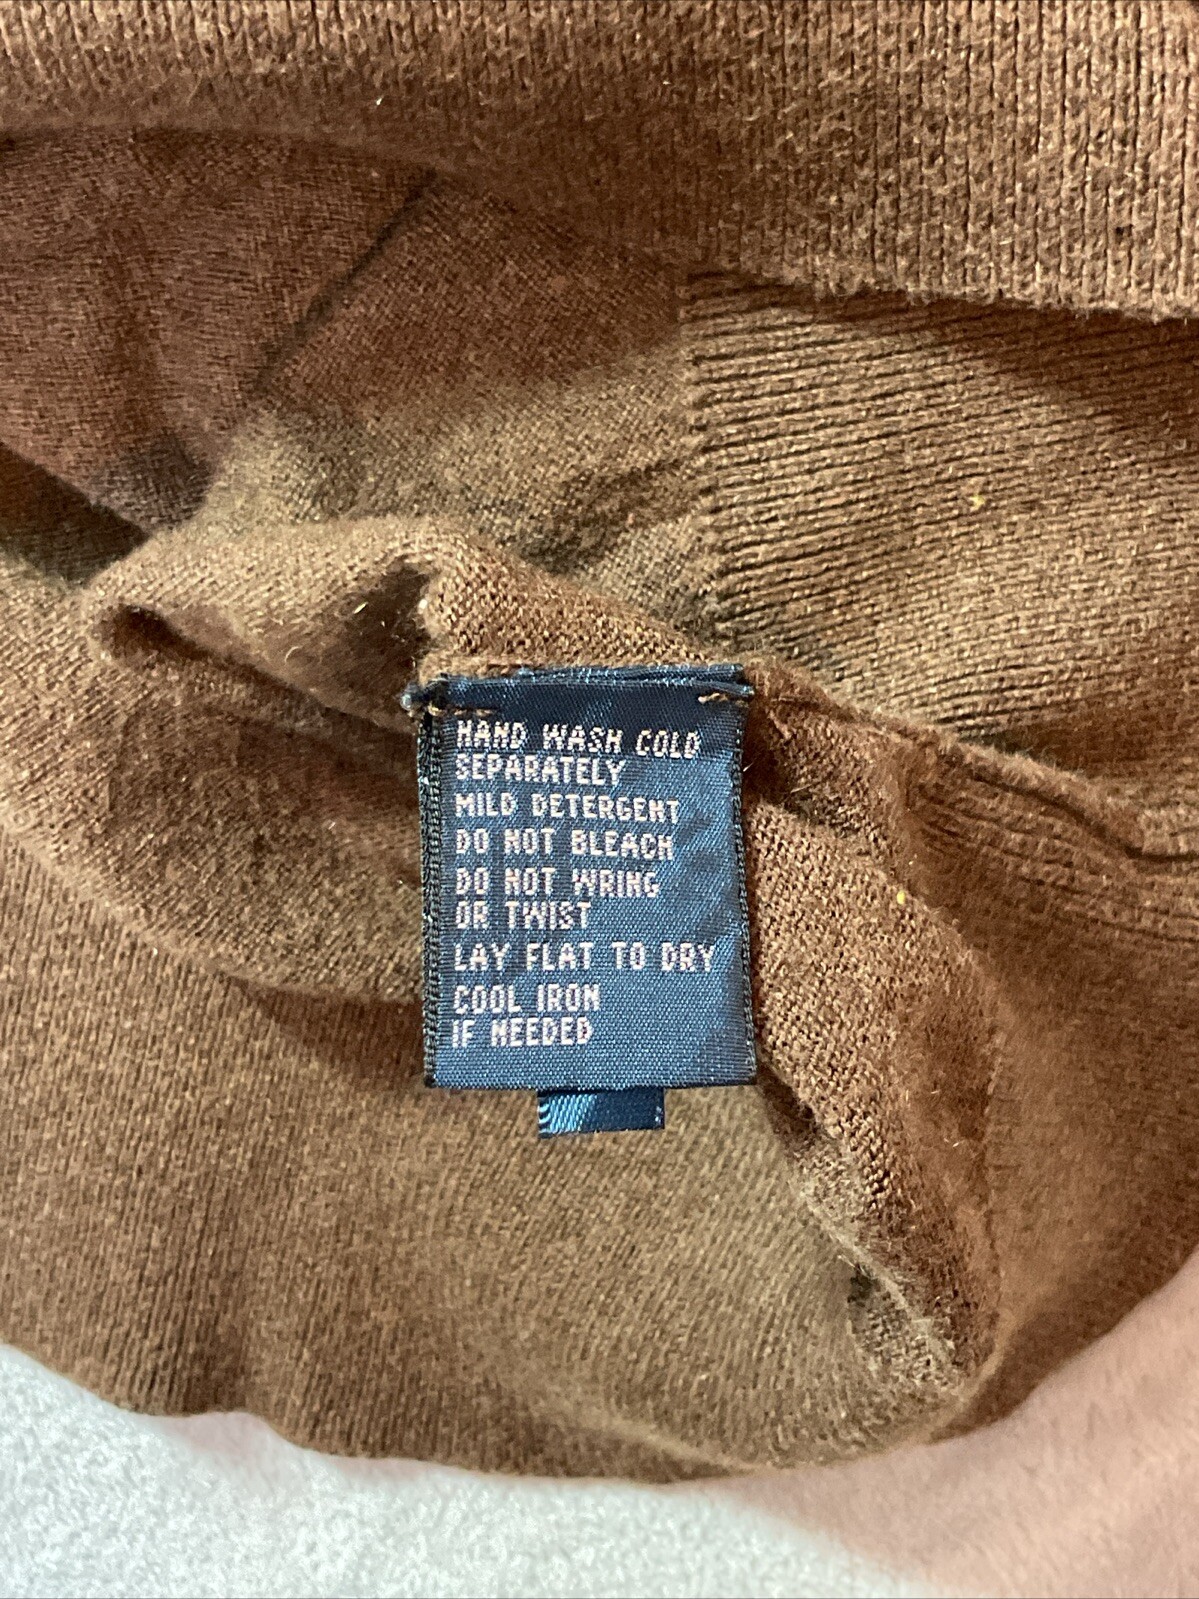 HAND WASH COLD
SEPARATELY
MILD DETERGENT
DO NOT BLEACH
DO NOT WRING
OR TWIST
LAY FLAT TO DRY
COOL IRON
IF NEEDED